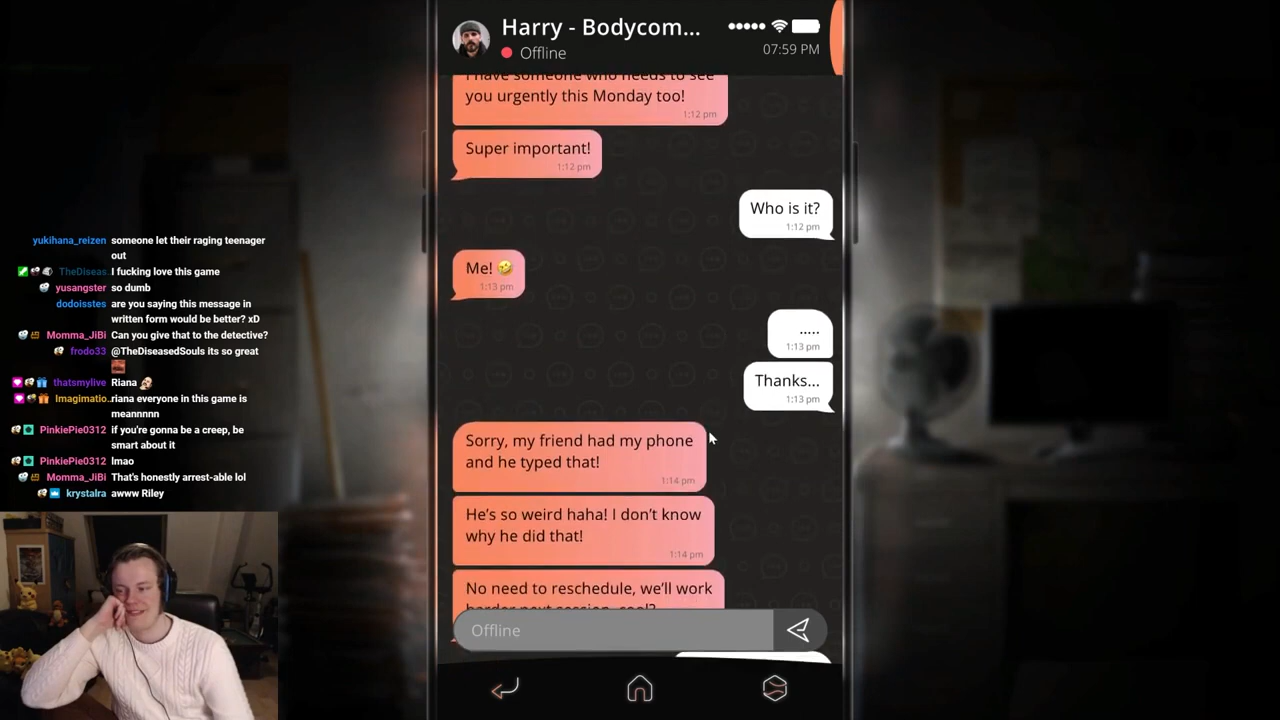 Harry - Bodycom...
Offline
07:59 PM
I have someone who needs to see
you urgently this Monday too!
1:12 pm
Super important!
1:12 pm
Who is it?
1:12 pm
Me! 🤣
1:13 pm
.....
1:13 pm
Thanks...
1:13 pm
Sorry, my friend had my phone
and he typed that!
1:14 pm
He's so weird haha! I don't know
why he did that!
1:14 pm
No need to reschedule, we'll work
harder next session, cool?
Offline
yukihana_reizen someone let their raging teenager
out
TheDiseas.. I fucking love this game
yusangster so dumb
dodoisstes are you saying this message in
written form would be better? xD
Momma_JiBi Can you give that to the detective?
frodo33 @TheDiseasedSouls its so great
thatsmylive Riana
Imaginatio.. riana everyone in this game is
meannnnn
PinkiePie0312 if you're gonna be a creep, be
smart about it
PinkiePie0312 lmao
Momma_JiBi That's honestly arrest-able lol
krystalra awww Riley